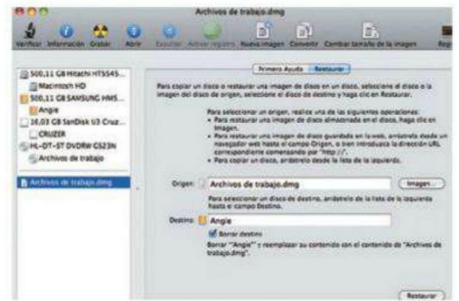 Archivos de trabajo.dmg
Verificar Información Grabar Abrir Expulsar Activar registro Nueva imagen Convertir Cambiar tamaño de la imagen
500,11 GB Hitachi HTS545...
Macintosh HD
500,11 GB SAMSUNG HM5...
Angie
16,03 GB SanDisk U3 Cruz...
CRUZER
HL-DT-ST DVDRW GS23N
Archivos de trabajo
Archivos de trabajo.dmg
Primera Ayuda Restaurar
Para copiar un disco o restaurar una imagen de disco en un disco, seleccione el disco o la
imagen del disco de origen, seleccione el disco de destino y haga clic en Restaurar.
Para seleccionar un origen, realice una de las siguientes operaciones:
• Para restaurar una imagen de disco almacenada en el disco, haga clic en
Imagen.
• Para restaurar una imagen de disco guardada en la web, arrástrela desde un
navegador web hasta el campo Origen, o bien introduzca la dirección URL
correspondiente comenzando por "http://".
• Para copiar un disco, arrástrelo desde la lista de la izquierda.
Origen: Archivos de trabajo.dmg Imagen...
Para seleccionar un disco de destino, arrástrelo de la lista de la izquierda
hasta el campo Destino.
Destino: Angie
Borrar destino
Borrar "Angie" y reemplazar su contenido con el contenido de "Archivos de
trabajo.dmg".
Restaurar